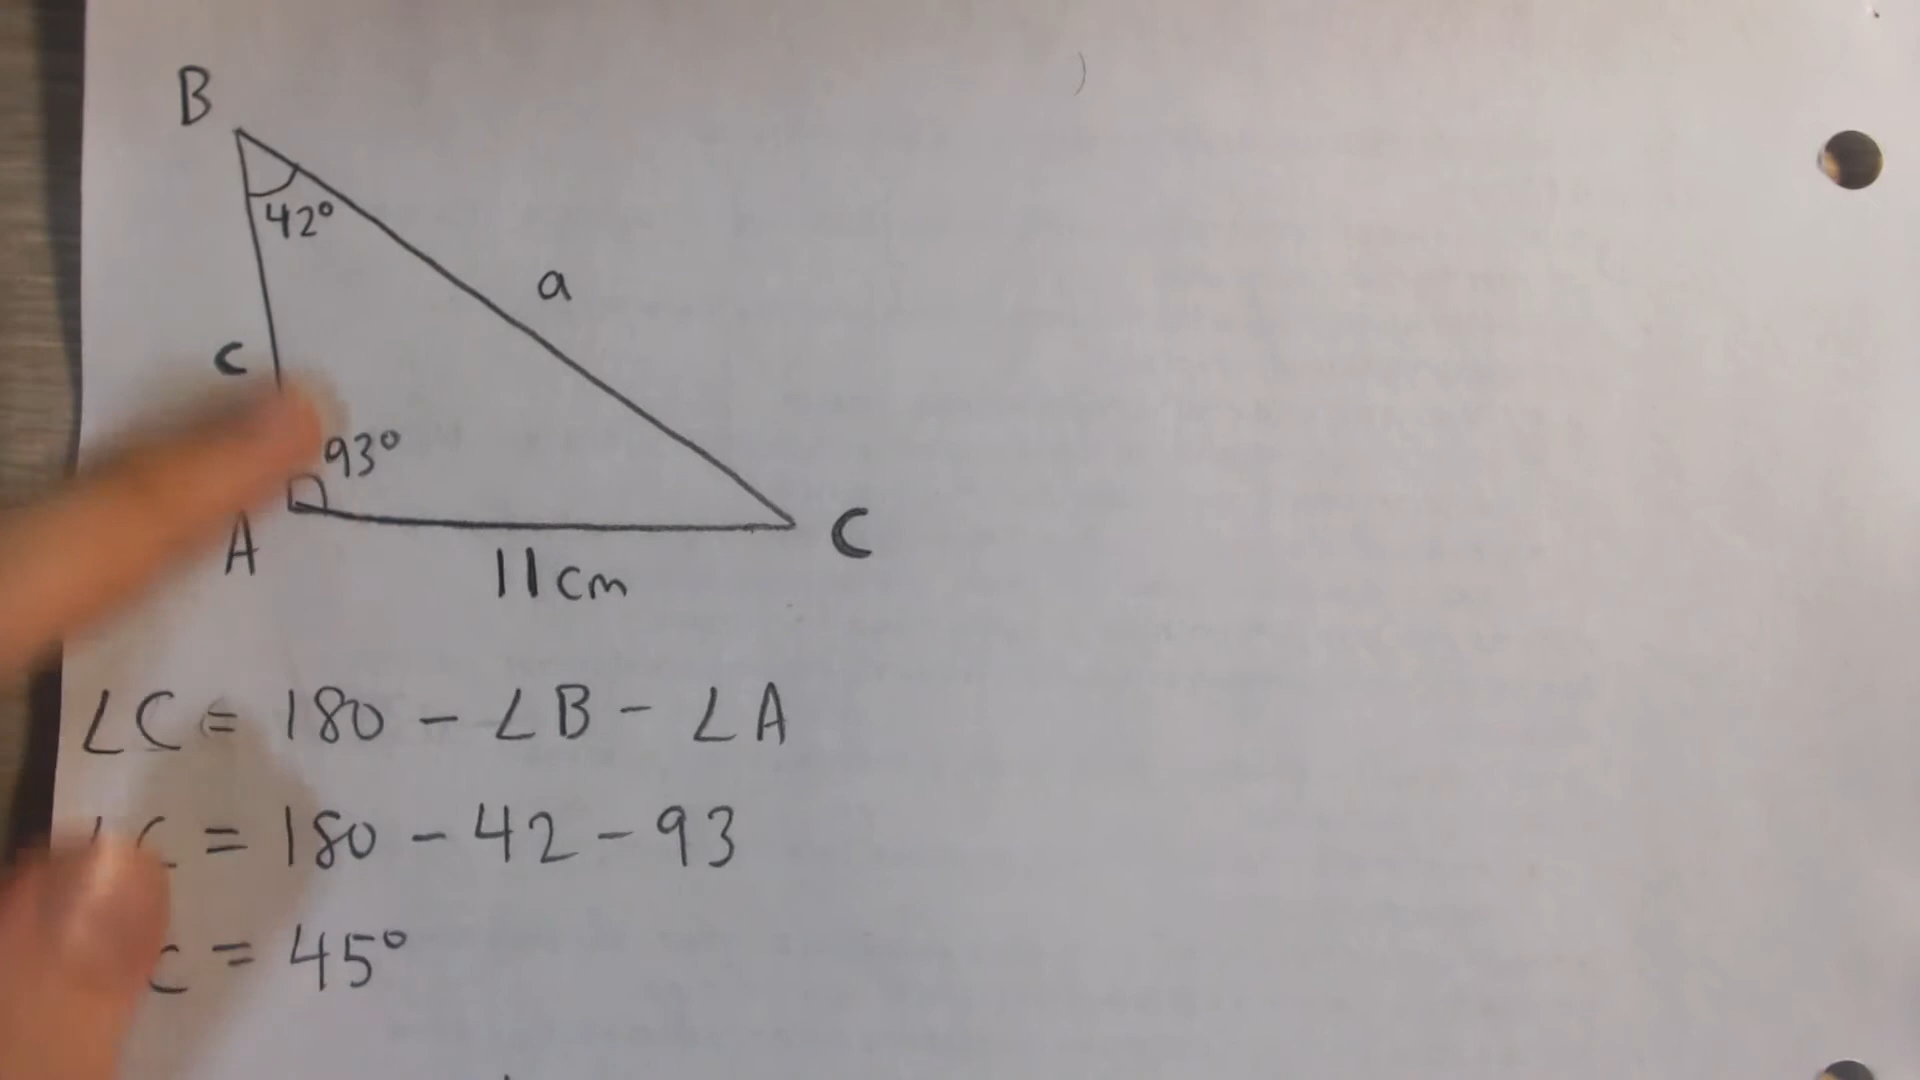 B
42°
a
c
93°
A
C
11cm
∠C = 180 - ∠B - ∠A
C = 180 - 42 - 93
C = 45°